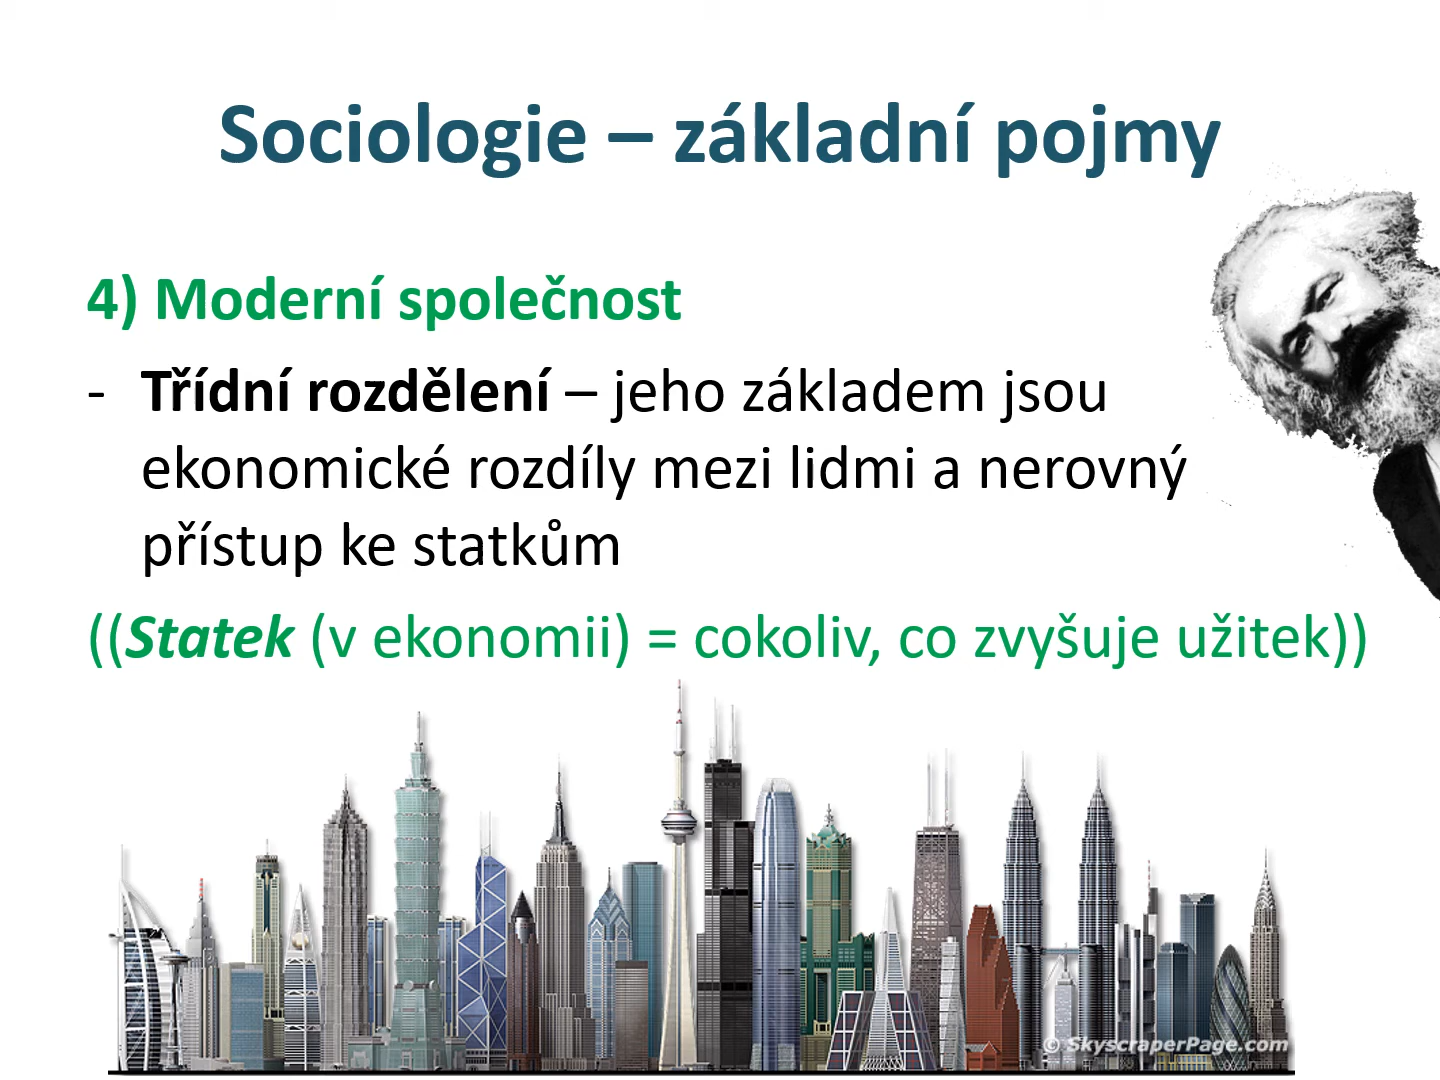 Sociologie – základní pojmy
4) Moderní společnost
- Třídní rozdělení – jeho základem jsou
ekonomické rozdíly mezi lidmi a nerovný
přístup ke statkům
((Statek (v ekonomii) = cokoliv, co zvyšuje užitek))
© SkyscraperPage.com